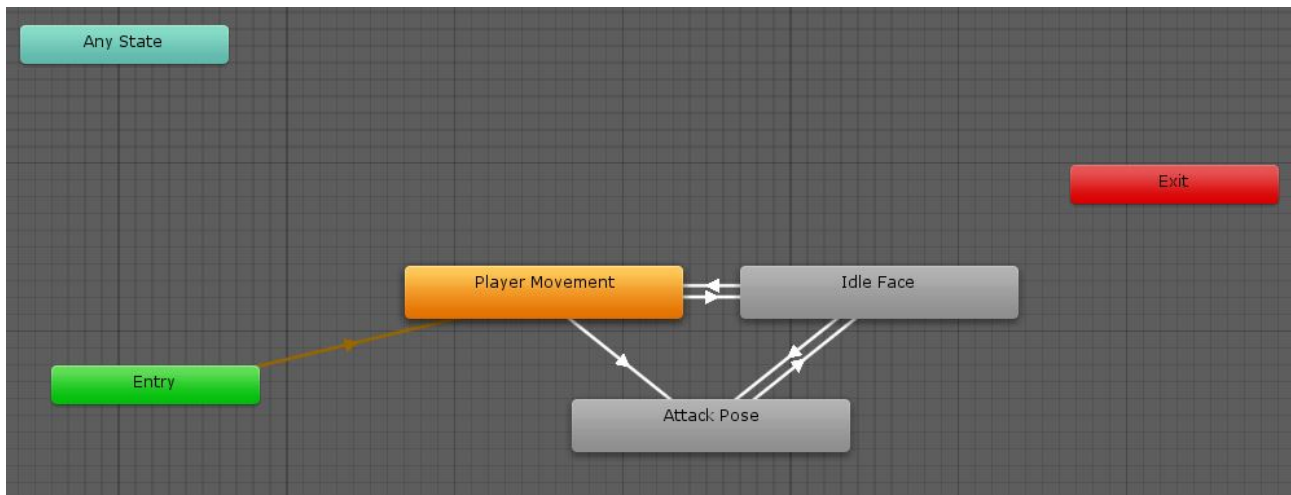 Any State
Exit
Player Movement
Idle Face
Entry
Attack Pose